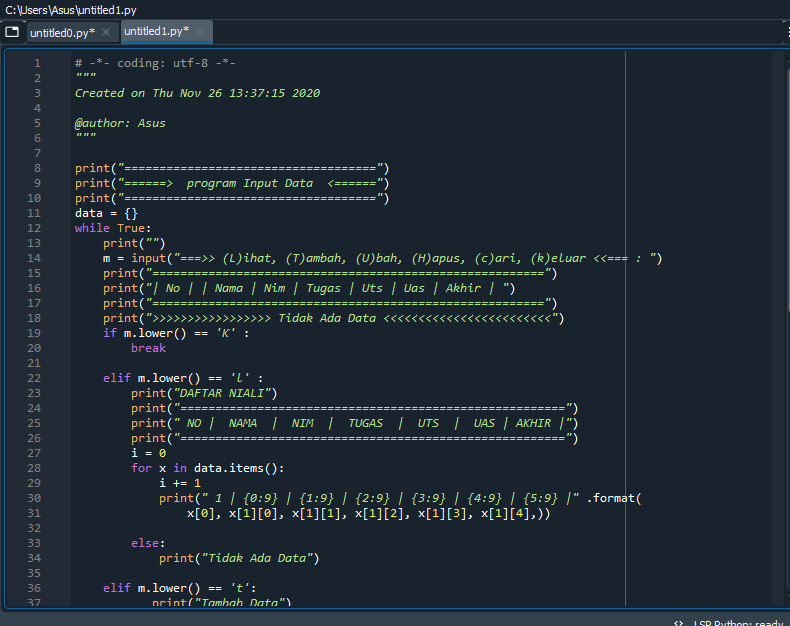 C:\Users\Asus\untitled1.py
untitled0.py* untitled1.py*
1 # -*- coding: utf-8 -*-
2 """
3 Created on Thu Nov 26 13:37:15 2020
4
5 @author: Asus
6 """
7
8 print("====================================")
9 print("======>  program Input Data  <======")
10 print("====================================")
11 data = {}
12 while True:
13     print("")
14     m = input("===>> (L)ihat, (T)ambah, (U)bah, (H)apus, (c)ari, (k)eluar <<=== : ")
15     print("========================================================")
16     print("| No | | Nama | Nim | Tugas | Uts | Uas | Akhir | ")
17     print("========================================================")
18     print(">>>>>>>>>>>>>>>>> Tidak Ada Data <<<<<<<<<<<<<<<<<<<<<<<<")
19     if m.lower() == 'K' :
20         break
21
22     elif m.lower() == 'l' :
23         print("DAFTAR NIALI")
24         print("=======================================================")
25         print(" NO |  NAMA  |  NIM  |  TUGAS  |  UTS  |  UAS | AKHIR |")
26         print("=======================================================")
27         i = 0
28         for x in data.items():
29             i += 1
30             print(" 1 | {0:9} | {1:9} | {2:9} | {3:9} | {4:9} | {5:9} |" .format(
31                 x[0], x[1][0], x[1][1], x[1][2], x[1][3], x[1][4],))
32
33         else:
34             print("Tidak Ada Data")
35
36     elif m.lower() == 't':
37            print("Tambah Data")
LSP Python: ready